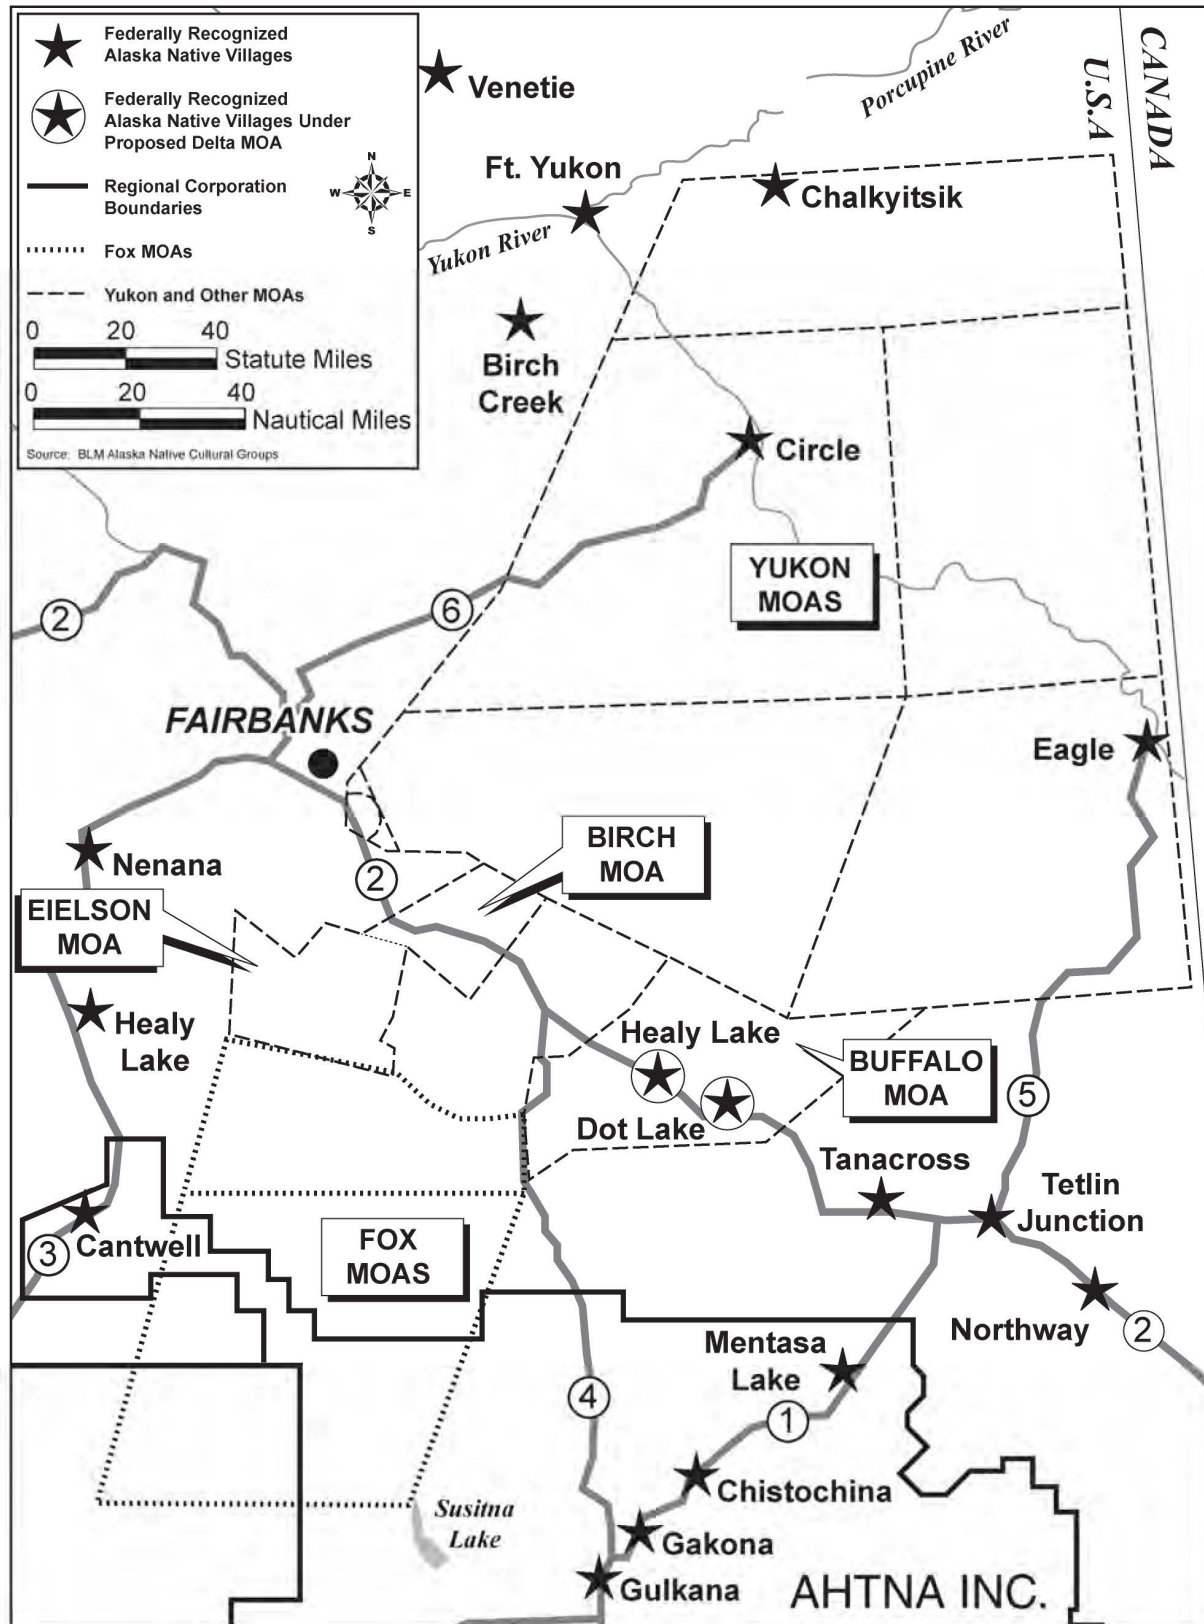 Federally Recognized
Alaska Native Villages
Federally Recognized
Alaska Native Villages Under
Proposed Delta MOA
Regional Corporation
Boundaries
Fox MOAs
Yukon and Other MOAs
N
W E
S
0 20 40
Statute Miles
0 20 40
Nautical Miles
Source: BLM Alaska Native Cultural Groups
Venetie
Porcupine River
CANADA
U.S.A
Ft. Yukon
Chalkyitsik
Yukon River
Birch
Creek
Circle
YUKON
MOAS
2
6
FAIRBANKS
Eagle
BIRCH
MOA
Nenana
2
EIELSON
MOA
Healy
Lake
Healy Lake
BUFFALO
MOA
5
Dot Lake
Tanacross
Tetlin
Junction
Cantwell
3
FOX
MOAS
Northway
2
Mentasa
Lake
4
1
Chistochina
Susitna
Lake
Gakona
Gulkana
AHTNA INC.